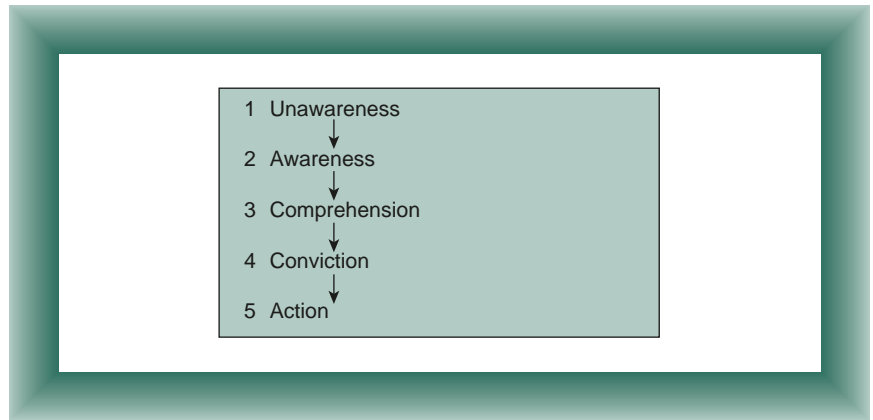 1 Unawareness
2 Awareness
3 Comprehension
4 Conviction
5 Action